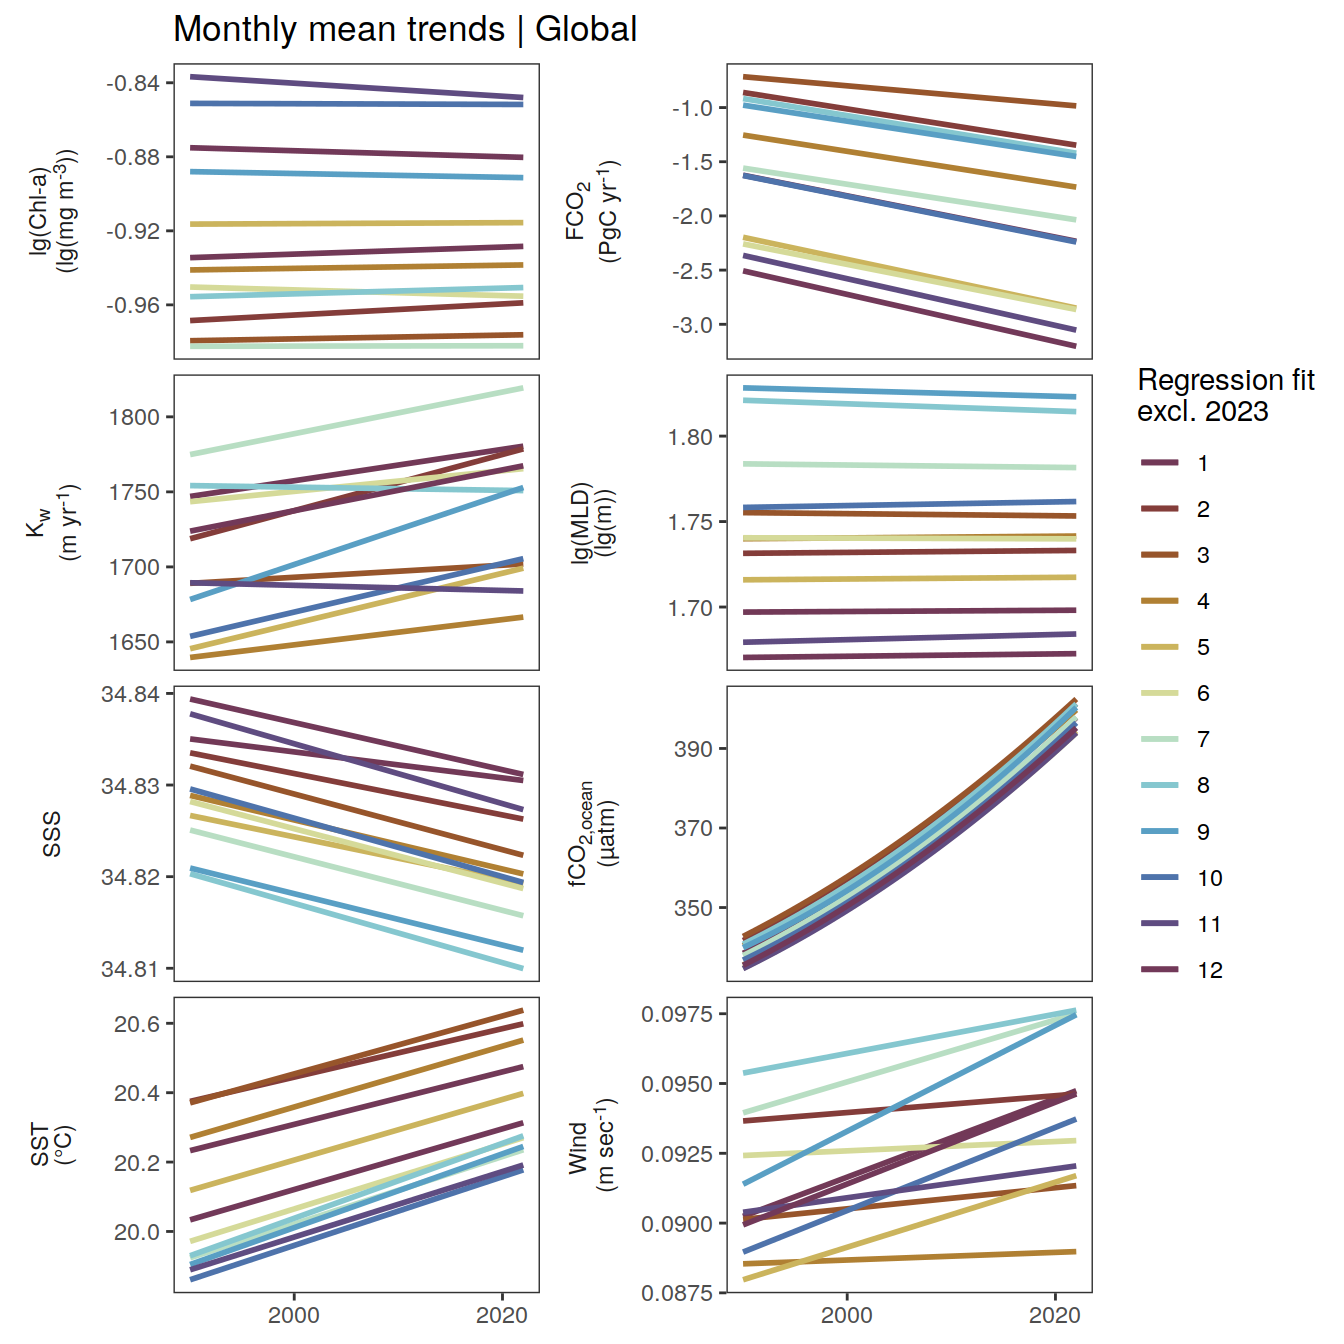 Monthly mean trends | Global
lg(Chl-a)
(lg(mg m-3))
-0.84
-0.88
-0.92
-0.96
FCO2
(PgC yr-1)
-1.0
-1.5
-2.0
-2.5
-3.0
Kw
(m yr-1)
1800
1750
1700
1650
lg(MLD)
(lg(m))
1.80
1.75
1.70
SSS
34.84
34.83
34.82
34.81
fCO2,ocean
(µatm)
390
370
350
SST
(°C)
20.6
20.4
20.2
20.0
2000
2020
Wind
(m sec-1)
0.0975
0.0950
0.0925
0.0900
0.0875
2000
2020
Regression fit
excl. 2023
1
2
3
4
5
6
7
8
9
10
11
12